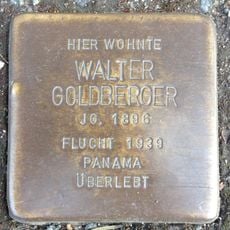 HIER WOHNTE
WALTER
GOLDBERGER
JG. 1896
FLUCHT 1939
PANAMA
ÜBERLEBT